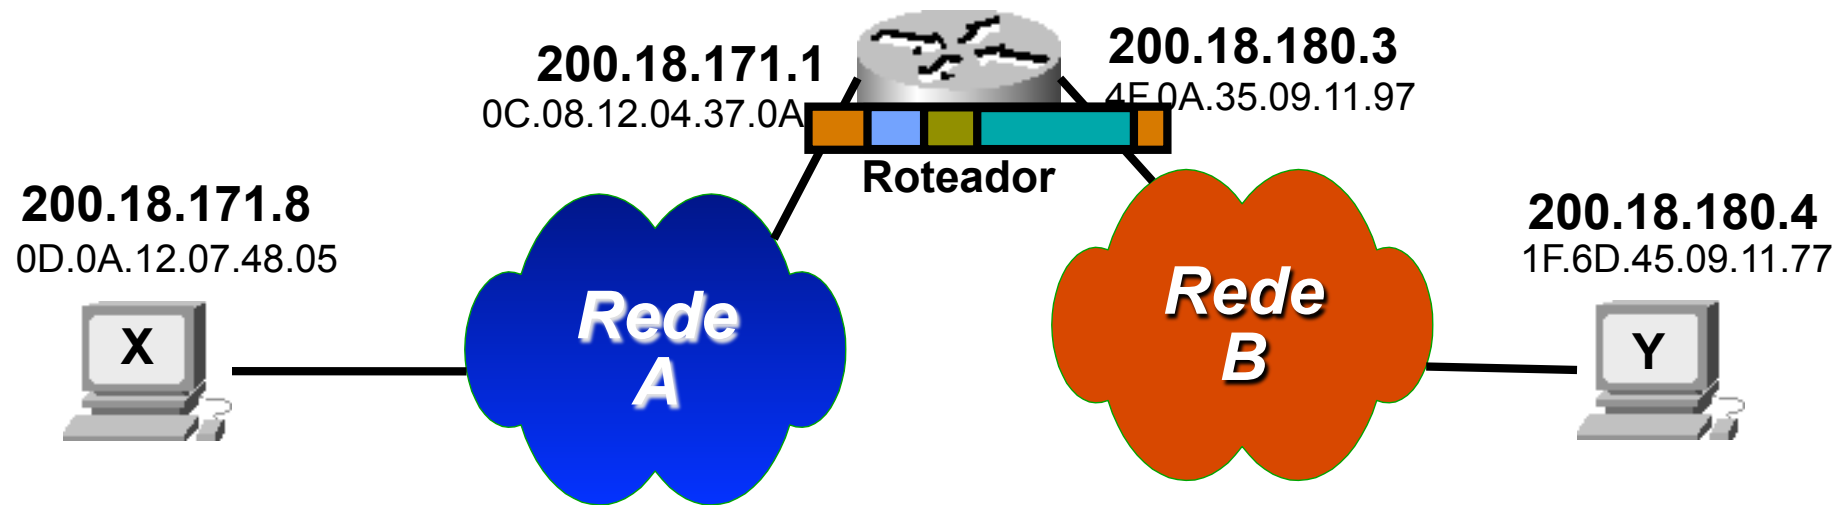 200.18.171.1
0C.08.12.04.37.0A
200.18.180.3
4F.0A.35.09.11.97
Roteador
200.18.171.8
0D.0A.12.07.48.05
X
Rede
A
Rede
B
200.18.180.4
1F.6D.45.09.11.77
Y